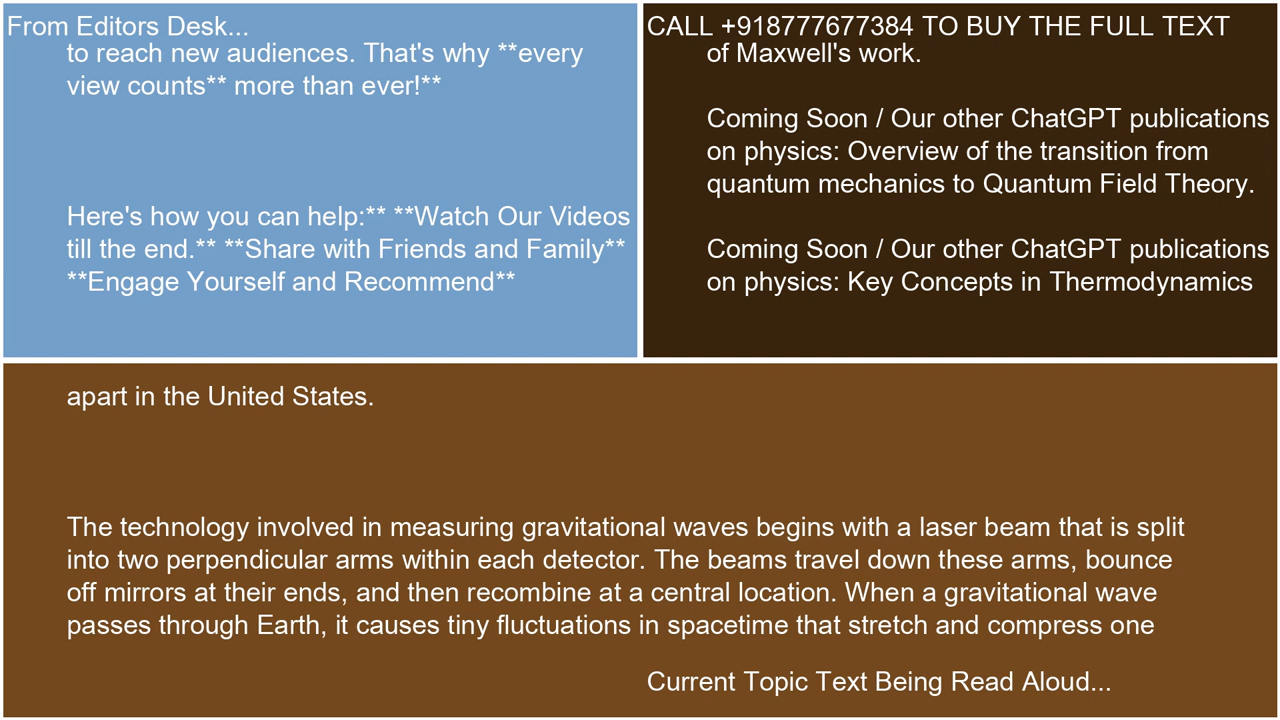 From Editors Desk...
to reach new audiences. That's why **every
view counts** more than ever!**
Here's how you can help:** **Watch Our Videos
till the end.** **Share with Friends and Family**
**Engage Yourself and Recommend**
CALL +918777677384 TO BUY THE FULL TEXT
of Maxwell's work.
Coming Soon / Our other ChatGPT publications
on physics: Overview of the transition from
quantum mechanics to Quantum Field Theory.
Coming Soon / Our other ChatGPT publications
on physics: Key Concepts in Thermodynamics
apart in the United States.
The technology involved in measuring gravitational waves begins with a laser beam that is split
into two perpendicular arms within each detector. The beams travel down these arms, bounce
off mirrors at their ends, and then recombine at a central location. When a gravitational wave
passes through Earth, it causes tiny fluctuations in spacetime that stretch and compress one
Current Topic Text Being Read Aloud...